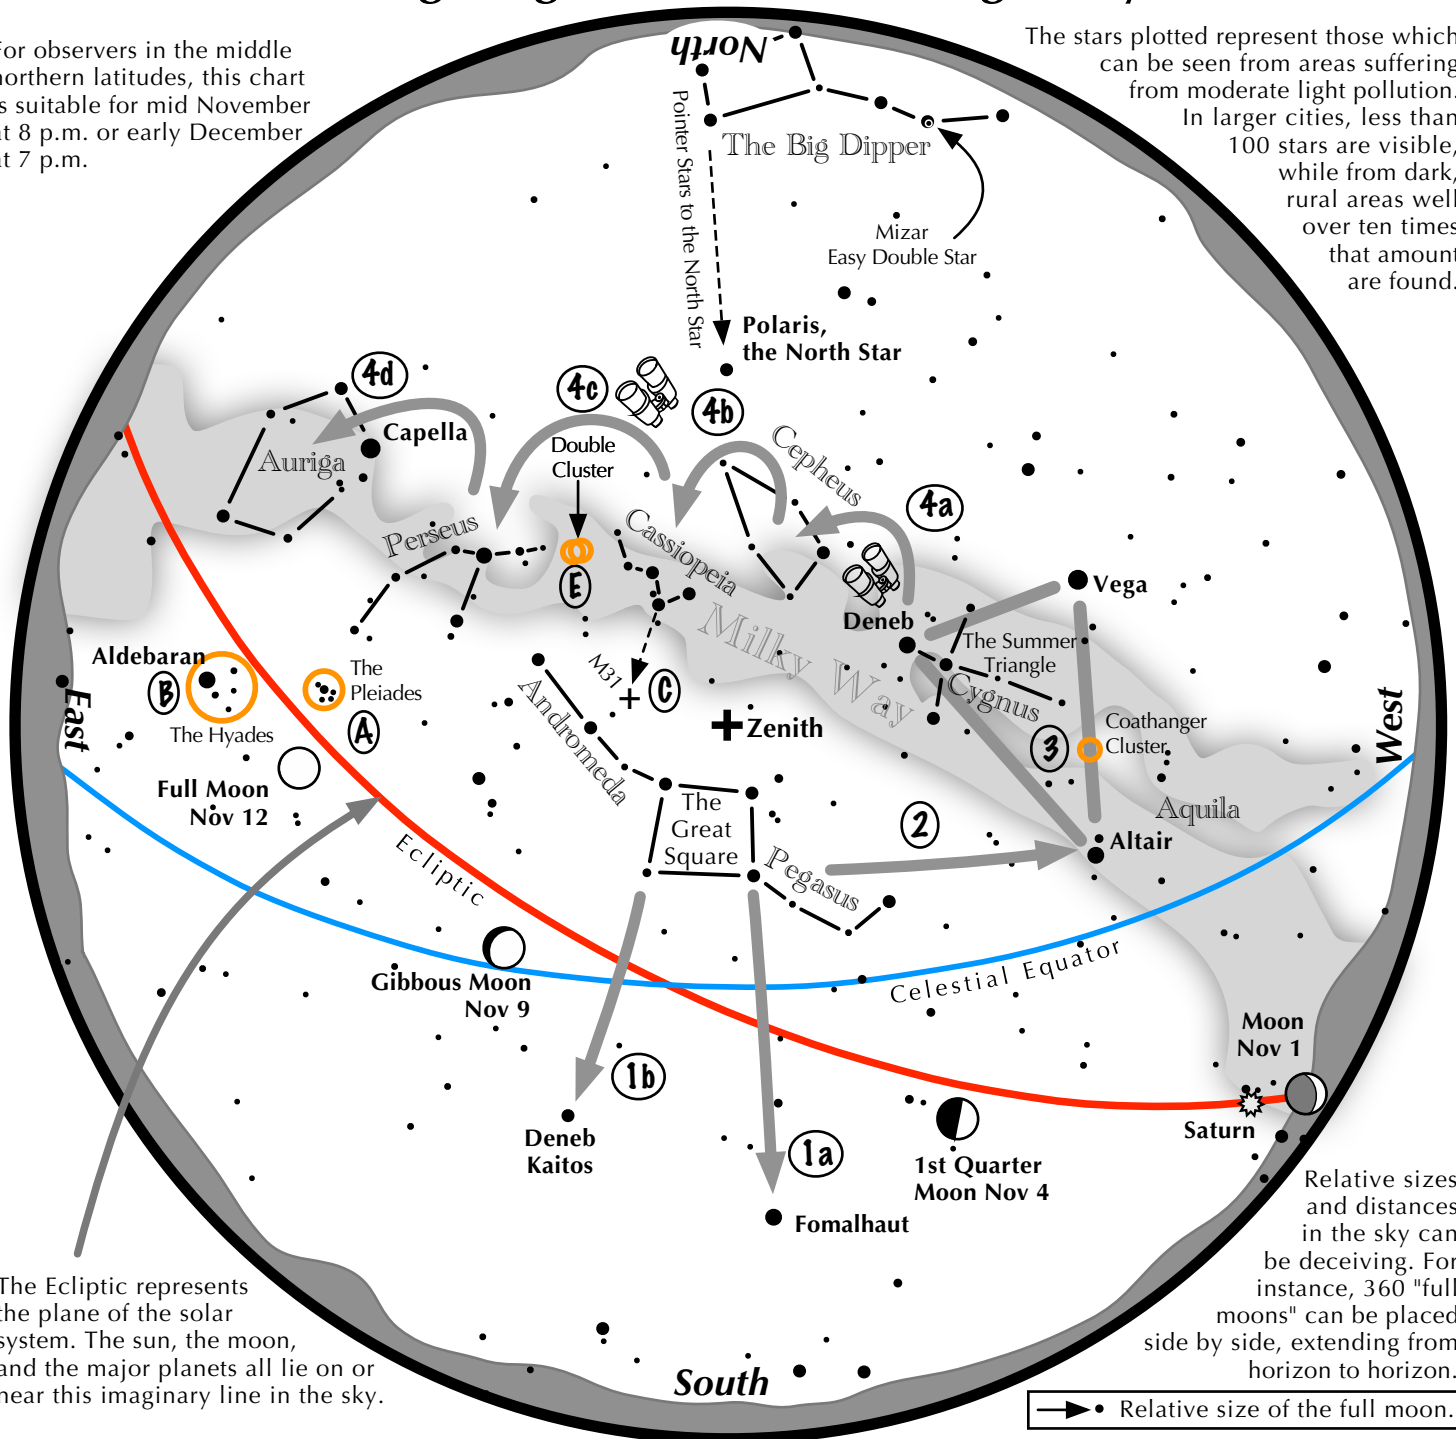 North
For observers in the middle
northern latitudes, this chart
is suitable for mid November
at 8 p.m. or early December
at 7 p.m.
The stars plotted represent those which
can be seen from areas suffering
from moderate light pollution.
In larger cities, less than
100 stars are visible,
while from dark,
rural areas well
over ten times
that amount
are found.
Pointer Stars to the North Star
The Big Dipper
Mizar
Easy Double Star
Polaris,
the North Star
4d
4c
4b
4a
Capella
Auriga
Double
Cluster
Cepheus
Perseus
Cassiopeia
E
Vega
Deneb
Milky Way
The Summer
Triangle
Cygnus
Aldebaran
B
The Hyades
The
Pleiades
A
M31
C
Andromeda
Zenith
3
Coathanger
Cluster
East
West
Full Moon
Nov 12
The
Great
Square
Pegasus
2
Aquila
Altair
Ecliptic
Gibbous Moon
Nov 9
Celestial Equator
Moon
Nov 1
Saturn
1b
Deneb
Kaitos
1a
1st Quarter
Moon Nov 4
Fomalhaut
The Ecliptic represents
the plane of the solar
system. The sun, the moon,
and the major planets all lie on or
near this imaginary line in the sky.
Relative sizes
and distances
in the sky can
be deceiving. For
instance, 360 "full
moons" can be placed
side by side, extending from
horizon to horizon.
South
Relative size of the full moon.